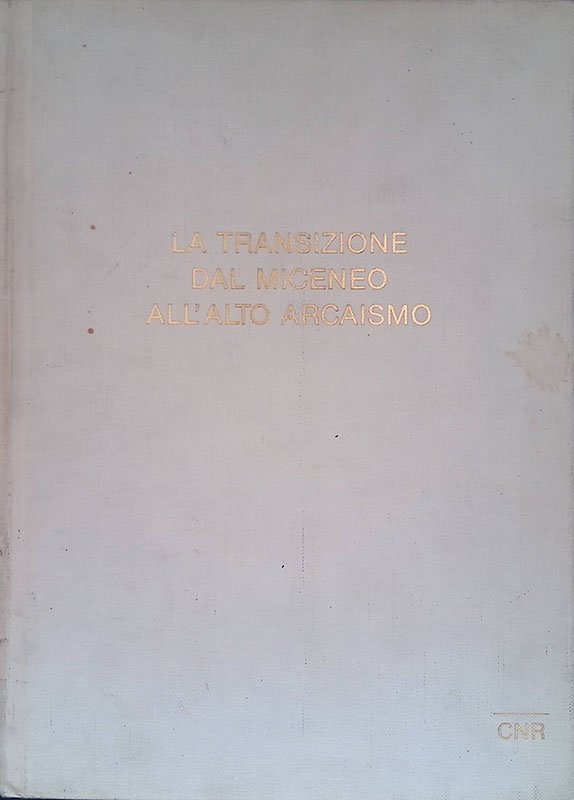 LA TRANSIZIONE
DAL MICENEO
ALL'ALTO ARCAISMO
CNR